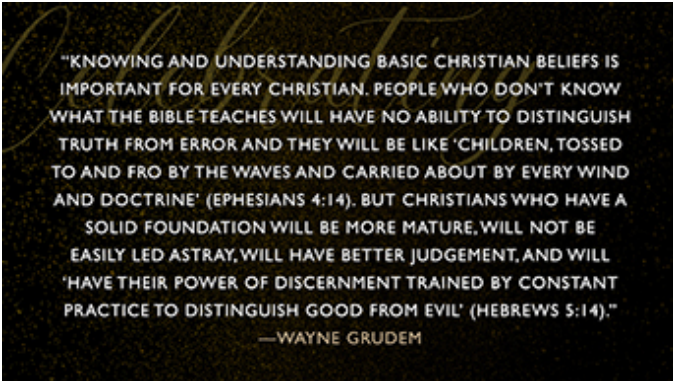 Celebrating
"KNOWING AND UNDERSTANDING BASIC CHRISTIAN BELIEFS IS
IMPORTANT FOR EVERY CHRISTIAN. PEOPLE WHO DON'T KNOW
WHAT THE BIBLE TEACHES WILL HAVE NO ABILITY TO DISTINGUISH
TRUTH FROM ERROR AND THEY WILL BE LIKE 'CHILDREN, TOSSED
TO AND FRO BY THE WAVES AND CARRIED ABOUT BY EVERY WIND
AND DOCTRINE' (EPHESIANS 4:14). BUT CHRISTIANS WHO HAVE A
SOLID FOUNDATION WILL BE MORE MATURE, WILL NOT BE
EASILY LED ASTRAY, WILL HAVE BETTER JUDGEMENT, AND WILL
'HAVE THEIR POWER OF DISCERNMENT TRAINED BY CONSTANT
PRACTICE TO DISTINGUISH GOOD FROM EVIL' (HEBREWS 5:14)."
—WAYNE GRUDEM